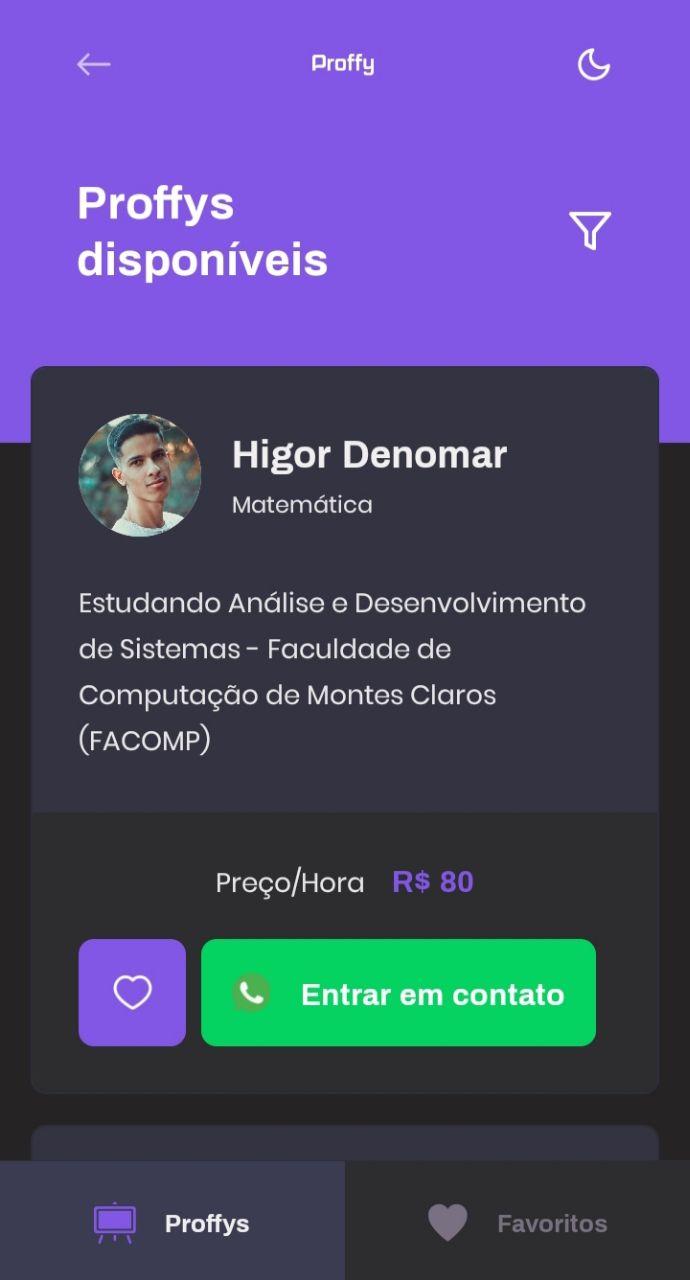 Proffy
Proffys
disponíveis
Higor Denomar
Matemática
Estudando Análise e Desenvolvimento
de Sistemas - Faculdade de
Computação de Montes Claros
(FACOMP)
Preço/Hora R$ 80
Entrar em contato
Proffys
Favoritos